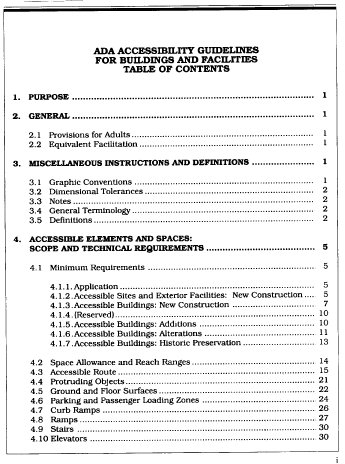 ADA ACCESSIBILITY GUIDELINES
FOR BUILDINGS AND FACILITIES
TABLE OF CONTENTS
1. PURPOSE ........ 1
2. GENERAL ........ 1
2.1 Provisions for Adults ........ 1
2.2 Equivalent Facilitation ........ 1
3. MISCELLANEOUS INSTRUCTIONS AND DEFINITIONS ........ 1
3.1 Graphic Conventions ........ 1
3.2 Dimensional Tolerances ........ 2
3.3 Notes ........ 2
3.4 General Terminology ........ 2
3.5 Definitions ........ 2
4. ACCESSIBLE ELEMENTS AND SPACES:
SCOPE AND TECHNICAL REQUIREMENTS ........ 5
4.1 Minimum Requirements ........ 5
4.1.1. Application ........ 5
4.1.2. Accessible Sites and Exterior Facilities: New Construction .... 5
4.1.3. Accessible Buildings: New Construction ........ 7
4.1.4. (Reserved) ........ 10
4.1.5. Accessible Buildings: Additions ........ 10
4.1.6. Accessible Buildings: Alterations ........ 11
4.1.7. Accessible Buildings: Historic Preservation ........ 13
4.2 Space Allowance and Reach Ranges ........ 14
4.3 Accessible Route ........ 15
4.4 Protruding Objects ........ 21
4.5 Ground and Floor Surfaces ........ 22
4.6 Parking and Passenger Loading Zones ........ 24
4.7 Curb Ramps ........ 26
4.8 Ramps ........ 27
4.9 Stairs ........ 30
4.10 Elevators ........ 30
i